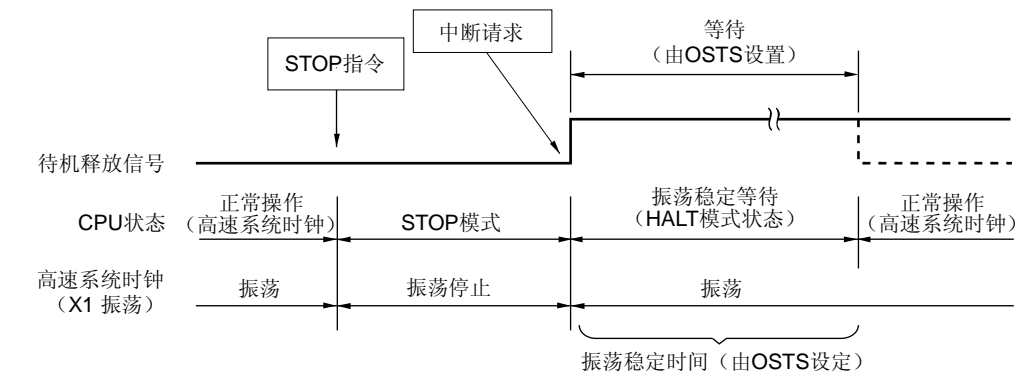 中断请求
等待
（由OSTS设置）
STOP指令
待机释放信号
CPU状态
正常操作
（高速系统时钟）
STOP模式
振荡稳定等待
（HALT模式状态）
正常操作
（高速系统时钟）
高速系统时钟
（X1 振荡）
振荡
振荡停止
振荡
振荡稳定时间（由OSTS设定）